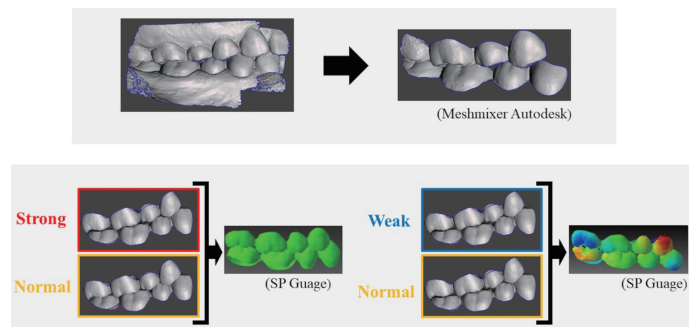 (Meshmixer Autodesk)
Strong
Normal
(SP Guage)
Weak
Normal
(SP Guage)